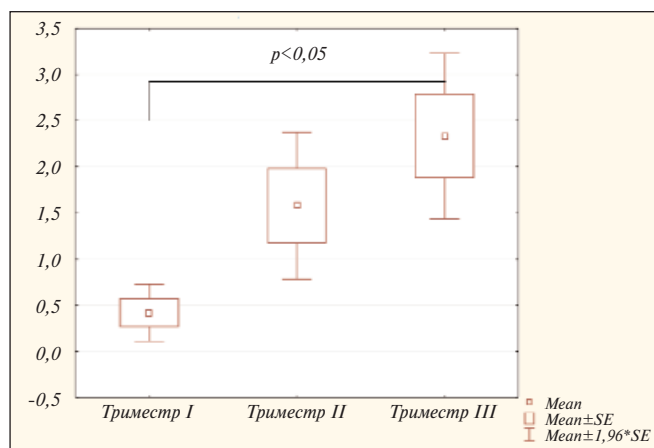 3,5
3,0
2,5
2,0
1,5
1,0
0,5
0,0
-0,5
p<0,05
Триместр I Триместр II Триместр III
Mean
Mean±SE
Mean±1,96*SE